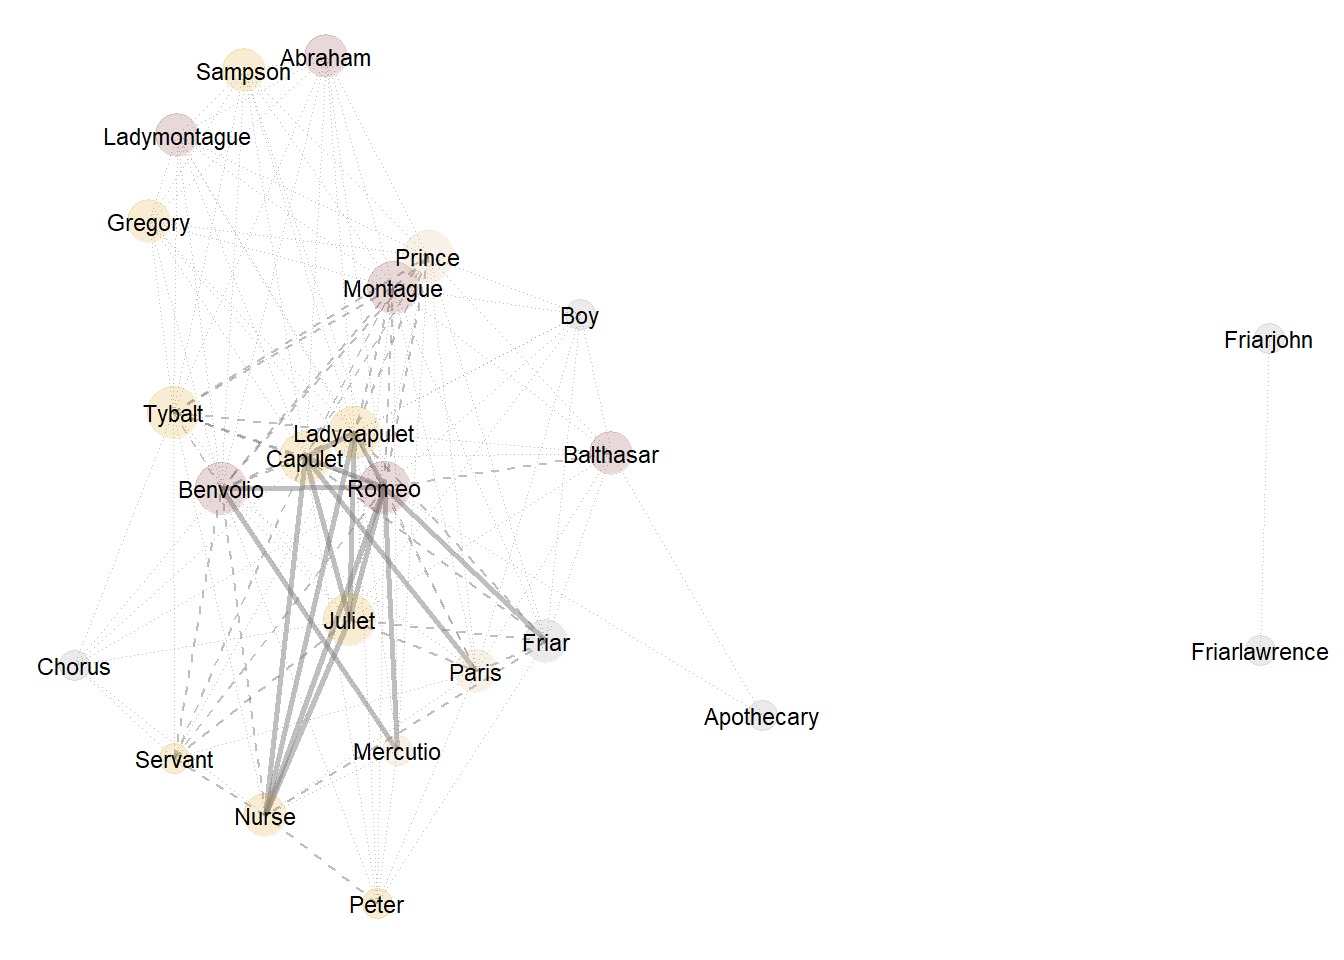 Abraham
Sampson
Ladymontague
Gregory
Prince
Montague
Boy
Friarjohn
Tybalt
Ladycapulet
Capulet
Balthasar
Benvolio
Romeo
Juliet
Friar
Friarlawrence
Chorus
Paris
Apothecary
Mercutio
Servant
Nurse
Peter